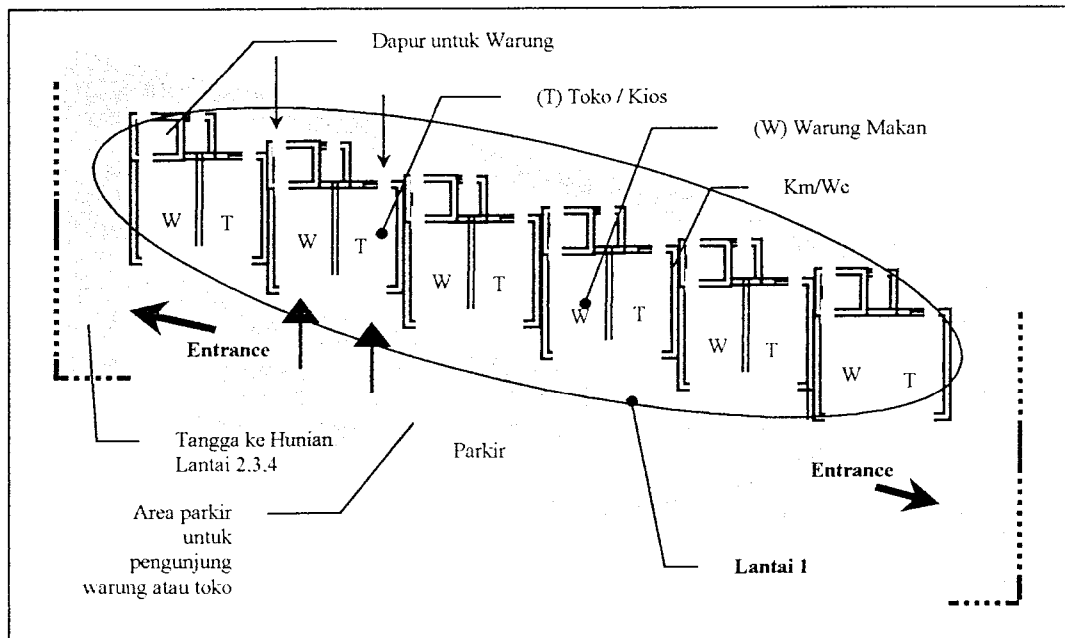 Dapur untuk Warung
(T) Toko / Kios
(W) Warung Makan
Km/Wc
W T
W T
W T
W T
W T
W T
Entrance
Tangga ke Hunian
Lantai 2.3.4
Parkir
Entrance
Area parkir
untuk
pengunjung
warung atau toko
Lantai 1